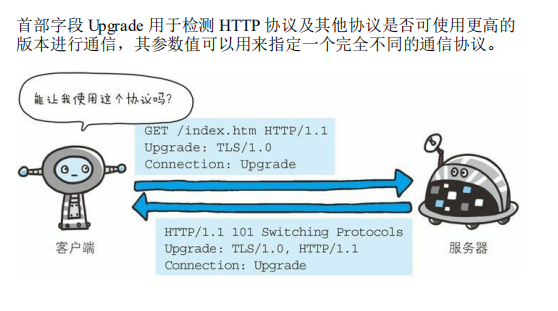 首部字段 Upgrade 用于检测 HTTP 协议及其他协议是否可使用更高的
版本进行通信，其参数值可以用来指定一个完全不同的通信协议。
能让我使用这个协议吗？
GET /index.htm HTTP/1.1
Upgrade: TLS/1.0
Connection: Upgrade
HTTP/1.1 101 Switching Protocols
Upgrade: TLS/1.0, HTTP/1.1
Connection: Upgrade
客户端
服务器